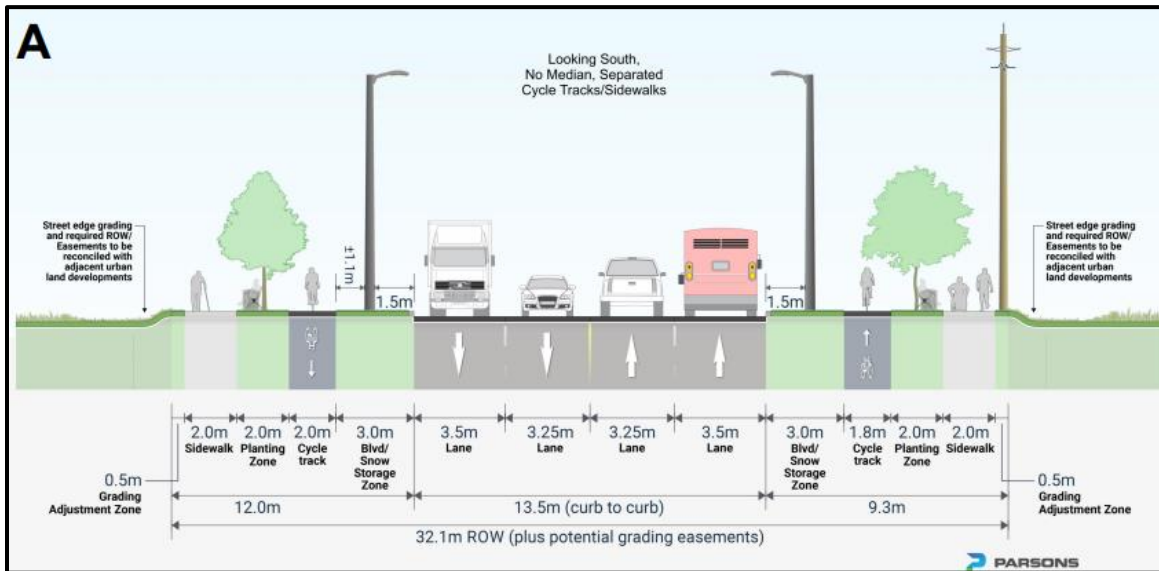 A
Looking South,
No Median, Separated
Cycle Tracks/Sidewalks
Street edge grading
and required ROW/
Easements to be
reconciled with
adjacent urban
land developments
±1.1m
1.5m
1.5m
Street edge grading
and required ROW/
Easements to be
reconciled with
adjacent urban
land developments
2.0m
Sidewalk
2.0m
Planting
Zone
2.0m
Cycle
track
3.0m
Blvd/
Snow
Storage
Zone
3.5m
Lane
3.25m
Lane
3.25m
Lane
3.5m
Lane
3.0m
Blvd/
Snow
Storage
Zone
1.8m
Cycle
track
2.0m
Planting
Zone
2.0m
Sidewalk
0.5m
Grading
Adjustment Zone
0.5m
Grading
Adjustment Zone
12.0m
13.5m (curb to curb)
9.3m
32.1m ROW (plus potential grading easements)
PARSONS